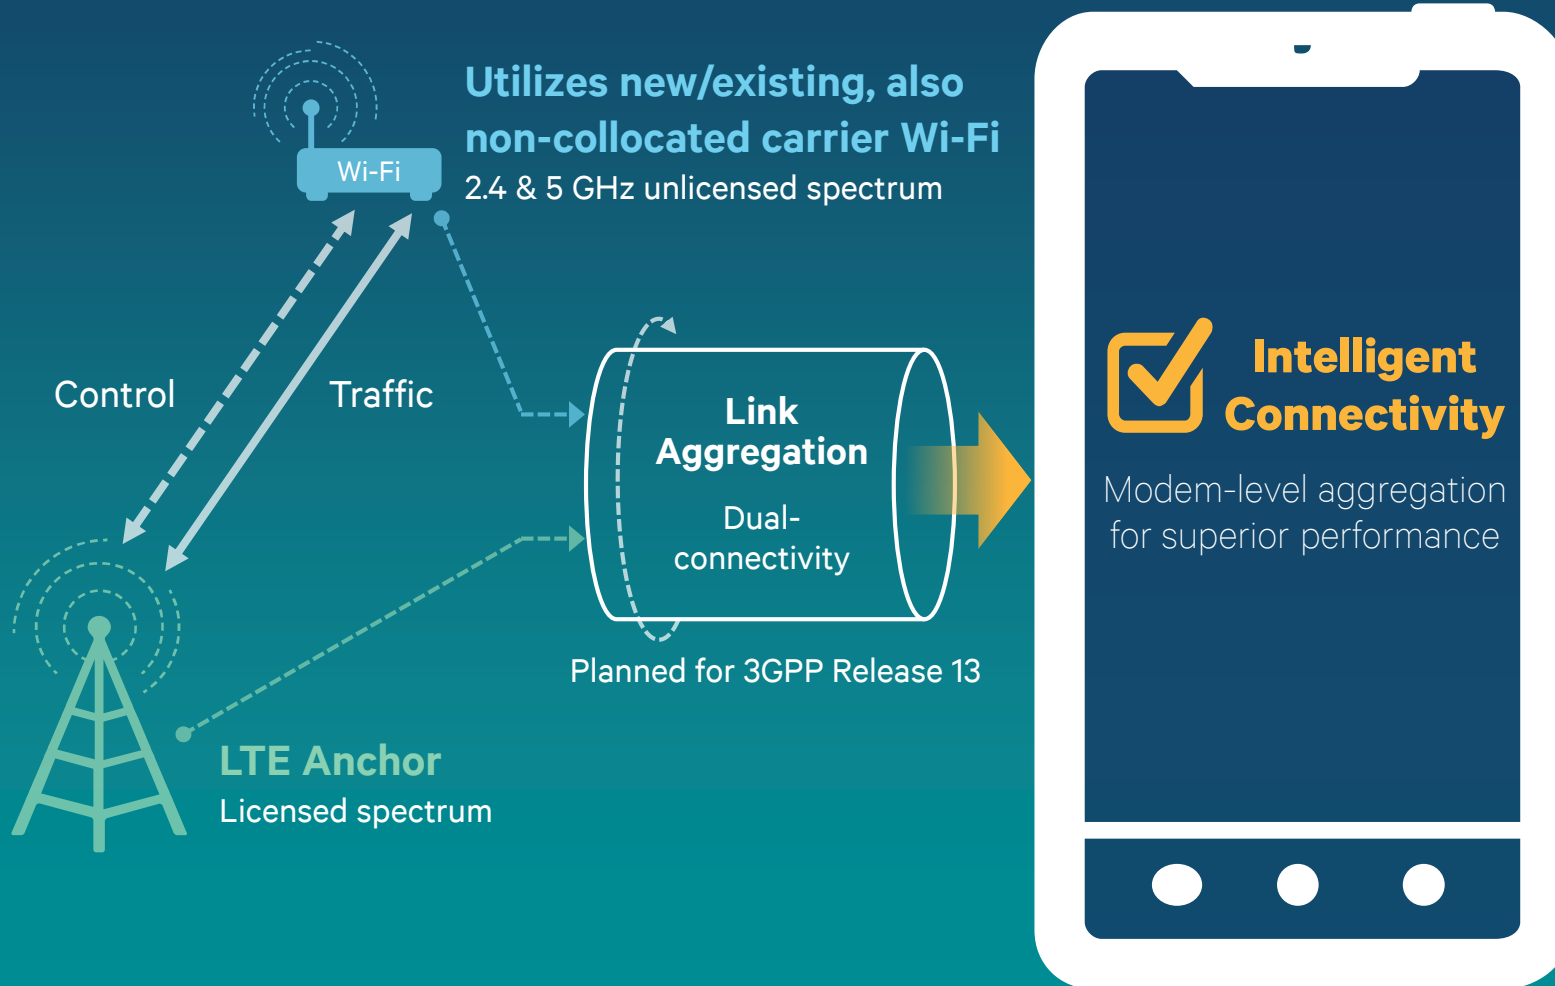 Utilizes new/existing, also
non-collocated carrier Wi-Fi
2.4 & 5 GHz unlicensed spectrum
Wi-Fi
Control
Traffic
Link
Aggregation
Dual-
connectivity
Planned for 3GPP Release 13
LTE Anchor
Licensed spectrum
Intelligent
Connectivity
Modem-level aggregation
for superior performance